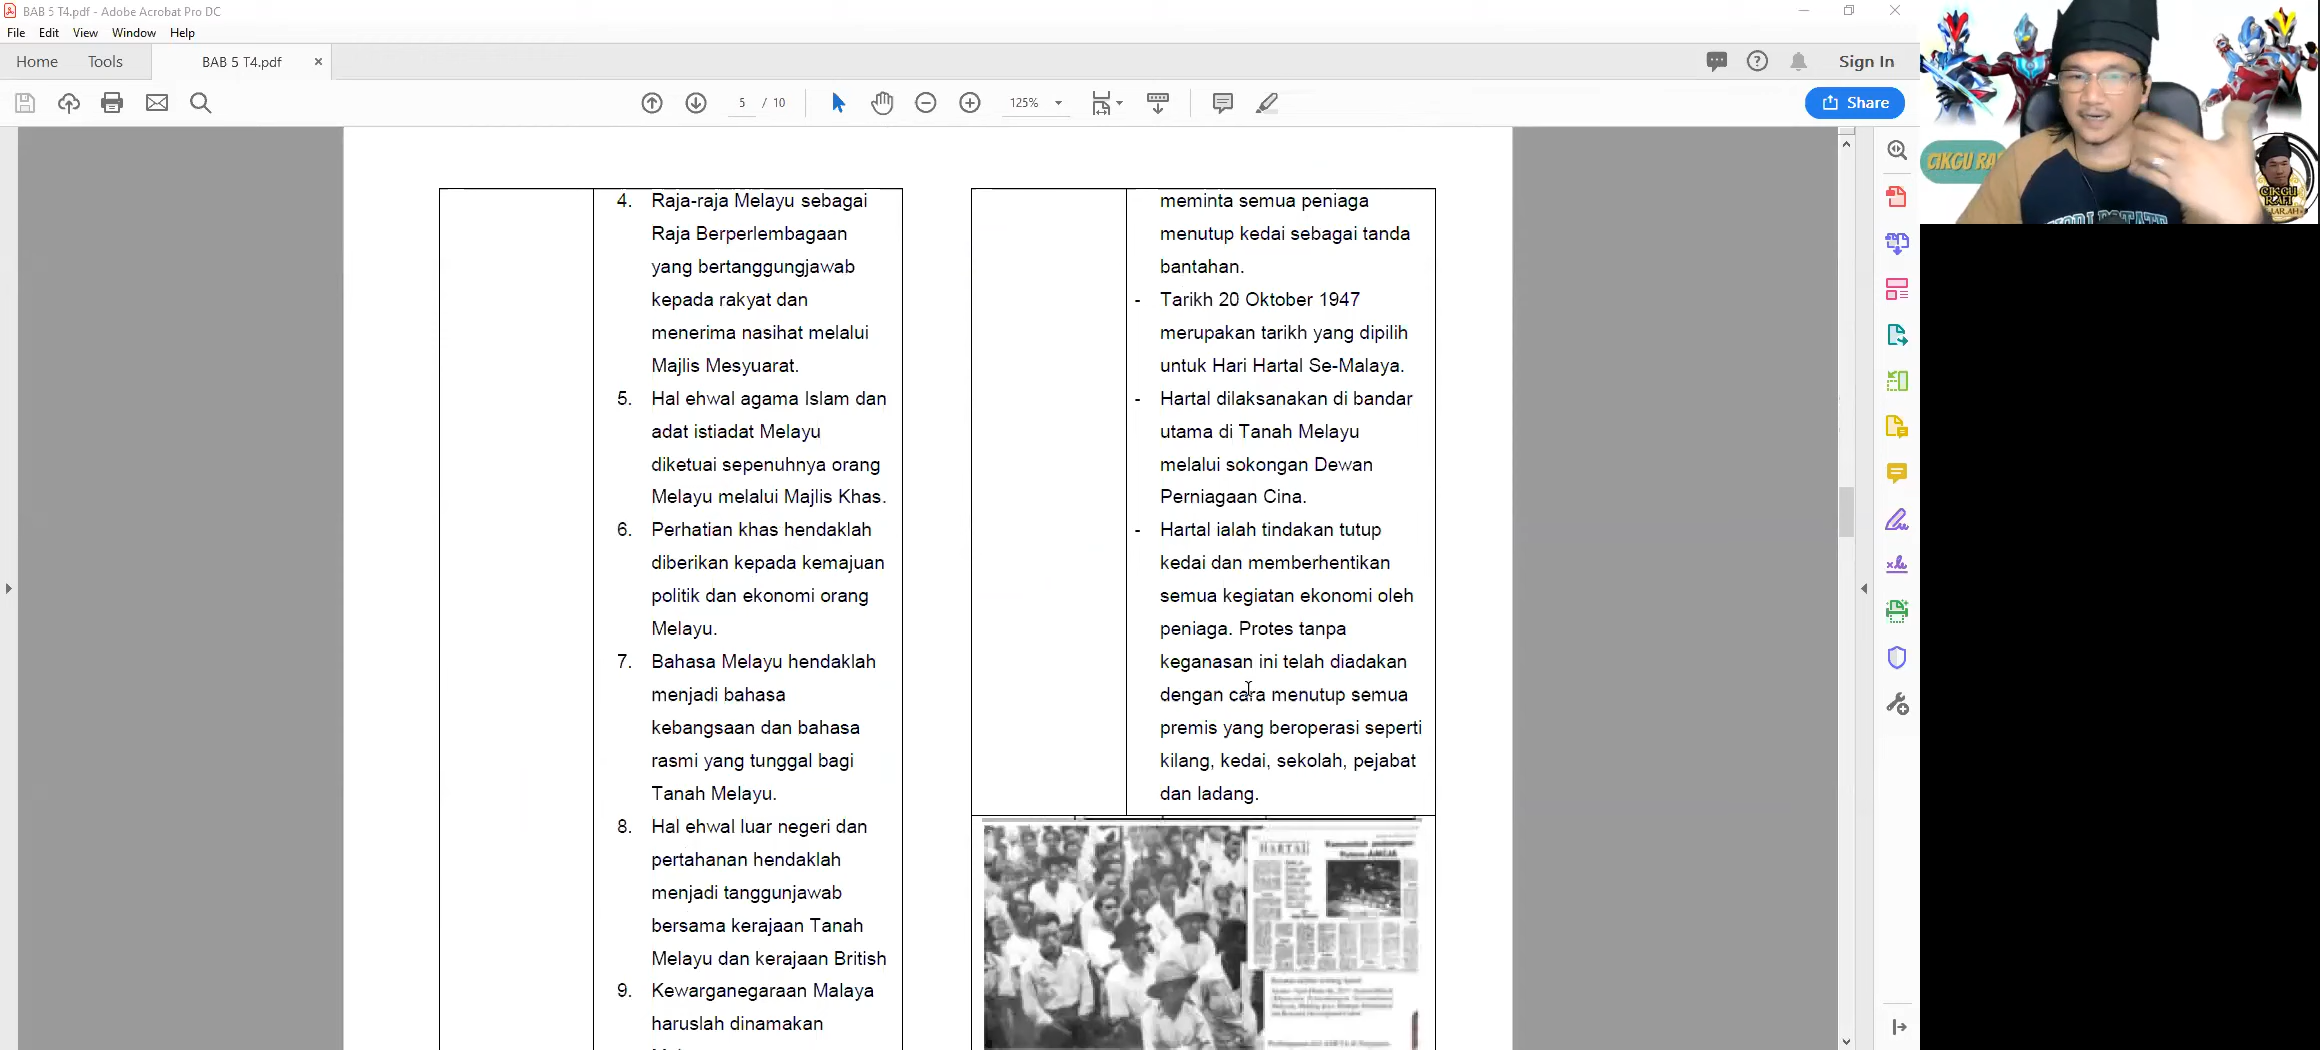 BAB 5 T4.pdf - Adobe Acrobat Pro DC
File Edit View Window Help
Home Tools BAB 5 T4.pdf × Sign In
5 / 10 125% Share
4. Raja-raja Melayu sebagai
Raja Berperlembagaan
yang bertanggungjawab
kepada rakyat dan
menerima nasihat melalui
Majlis Mesyuarat.
5. Hal ehwal agama Islam dan
adat istiadat Melayu
diketuai sepenuhnya orang
Melayu melalui Majlis Khas.
6. Perhatian khas hendaklah
diberikan kepada kemajuan
politik dan ekonomi orang
Melayu.
7. Bahasa Melayu hendaklah
menjadi bahasa
kebangsaan dan bahasa
rasmi yang tunggal bagi
Tanah Melayu.
8. Hal ehwal luar negeri dan
pertahanan hendaklah
menjadi tanggunjawab
bersama kerajaan Tanah
Melayu dan kerajaan British
9. Kewarganegaraan Malaya
haruslah dinamakan
meminta semua peniaga
menutup kedai sebagai tanda
bantahan.
- Tarikh 20 Oktober 1947
merupakan tarikh yang dipilih
untuk Hari Hartal Se-Malaya.
- Hartal dilaksanakan di bandar
utama di Tanah Melayu
melalui sokongan Dewan
Perniagaan Cina.
- Hartal ialah tindakan tutup
kedai dan memberhentikan
semua kegiatan ekonomi oleh
peniaga. Protes tanpa
keganasan ini telah diadakan
dengan cara menutup semua
premis yang beroperasi seperti
kilang, kedai, sekolah, pejabat
dan ladang.
HARTAL
CIKGU RA
CIKGU
RAFI